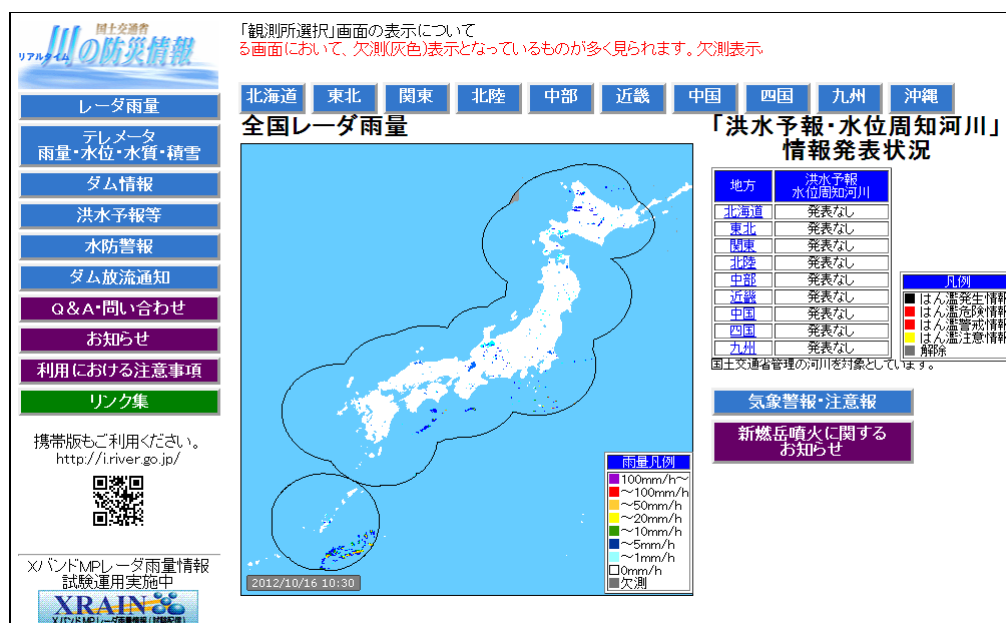 国土交通省
リアルタイム 川の防災情報
「観測所選択」画面の表示について
る画面において、欠測(灰色)表示となっているものが多く見られます。欠測表示
北海道 東北 関東 北陸 中部 近畿 中国 四国 九州 沖縄
レーダ雨量
テレメータ
雨量・水位・水質・積雪
ダム情報
洪水予報等
水防警報
ダム放流通知
Q&A・問い合わせ
お知らせ
利用における注意事項
リンク集
携帯版もご利用ください。
http://i.river.go.jp/
XバンドMPレーダ雨量情報
試験運用実施中
XRAIN
XバンドMPレーダ雨量情報(試験配信)
全国レーダ雨量
2012/10/16 10:30
雨量凡例
100mm/h～
～100mm/h
～50mm/h
～20mm/h
～10mm/h
～5mm/h
～1mm/h
0mm/h
欠測
「洪水予報・水位周知河川」
情報発表状況
地方 洪水予報
水位周知河川
北海道 発表なし
東北 発表なし
関東 発表なし
北陸 発表なし
中部 発表なし
近畿 発表なし
中国 発表なし
四国 発表なし
九州 発表なし
国土交通省管理の河川を対象としています。
凡例
はん濫発生情報
はん濫危険情報
はん濫警戒情報
はん濫注意情報
解除
気象警報・注意報
新燃岳噴火に関する
お知らせ